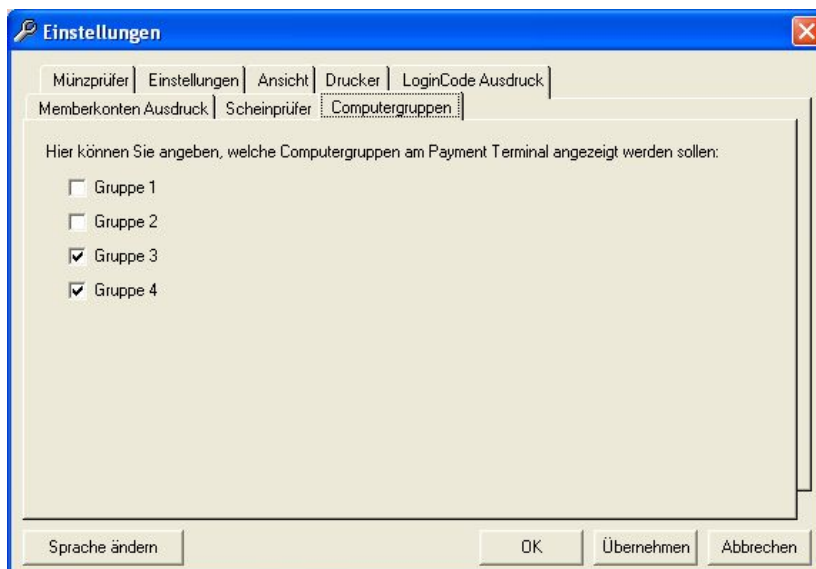 Einstellungen
Münzprüfer Einstellungen Ansicht Drucker LoginCode Ausdruck
Memberkonten Ausdruck Scheinprüfer Computergruppen
Hier können Sie angeben, welche Computergruppen am Payment Terminal angezeigt werden sollen:
Gruppe 1
Gruppe 2
Gruppe 3
Gruppe 4
Sprache ändern OK Übernehmen Abbrechen